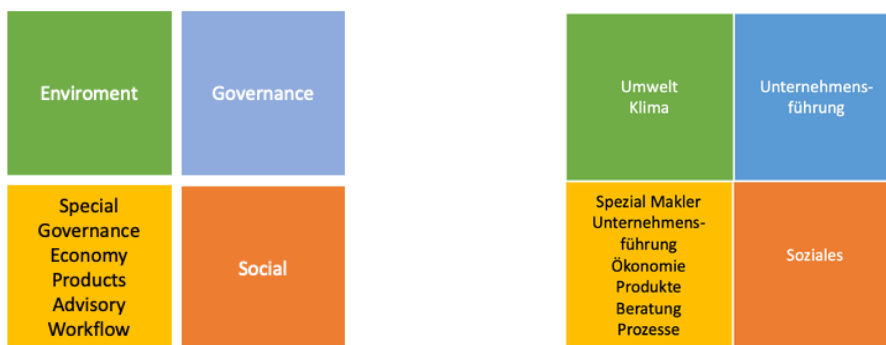 Enviroment
Governance
Special
Governance
Economy
Products
Advisory
Workflow
Social
Umwelt
Klima
Unternehmens-
führung
Spezial Makler
Unternehmens-
führung
Ökonomie
Produkte
Beratung
Prozesse
Soziales